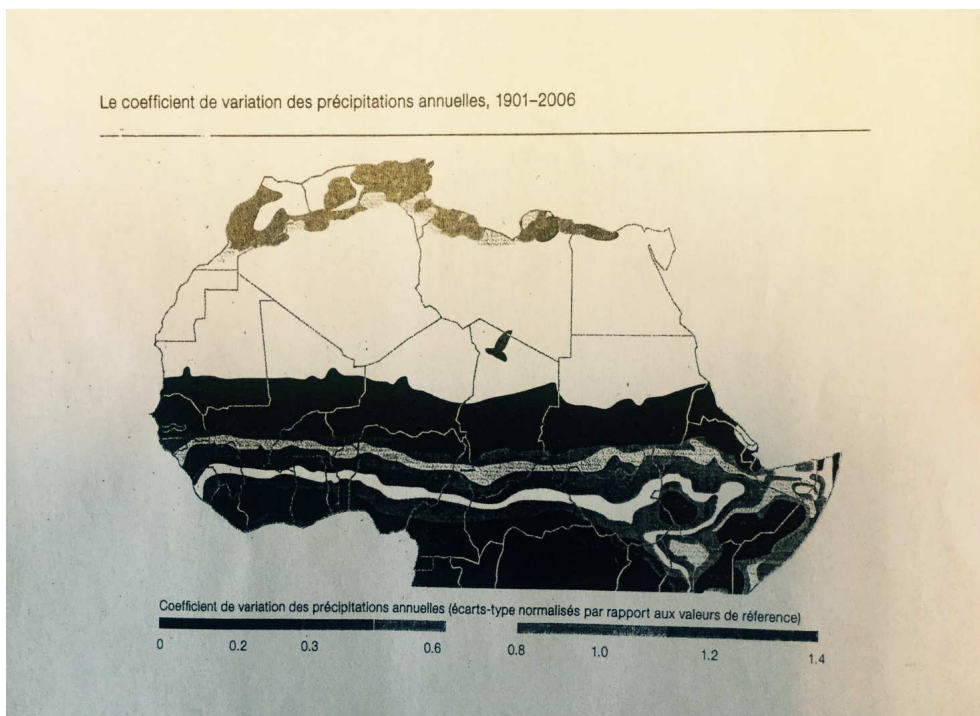 Le coefficient de variation des précipitations annuelles, 1901–2006
Coefficient de variation des précipitations annuelles (écarts-type normalisés par rapport aux valeurs de réference)
0 0.2 0.3 0.6 0.8 1.0 1.2 1.4